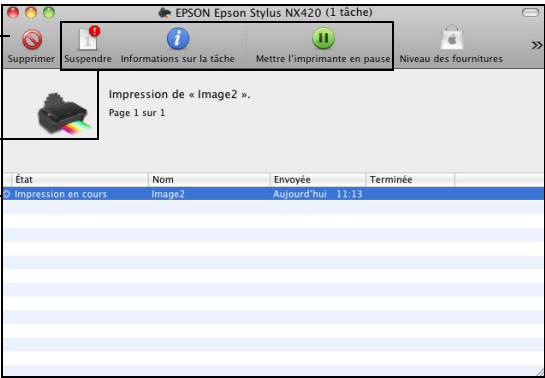 EPSON Epson Stylus NX420 (1 tâche)
Supprimer Suspendre Informations sur la tâche Mettre l'imprimante en pause Niveau des fournitures »
Impression de « Image2 ».
Page 1 sur 1
État Nom Envoyée Terminée
Impression en cours Image2 Aujourd'hui 11:13